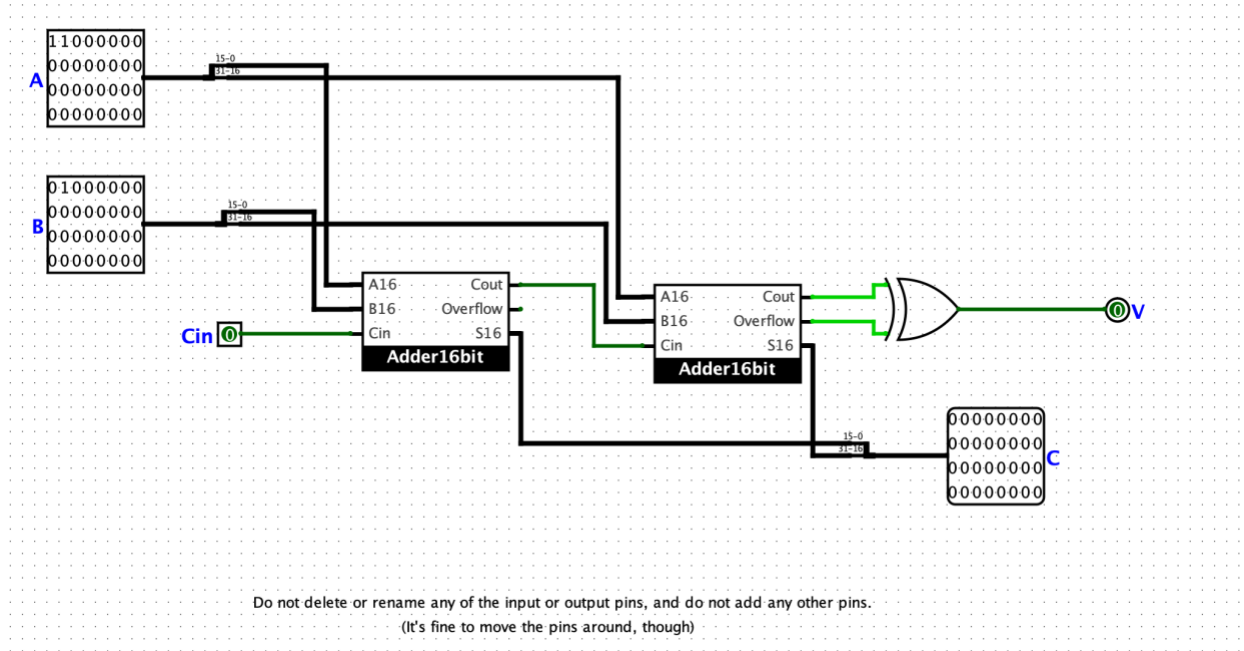 11000000
00000000
00000000
00000000
A
15-0
31-16
01000000
00000000
00000000
00000000
B
15-0
31-16
A16 Cout
B16 Overflow
Cin S16
Adder16bit
Cin 0
A16 Cout
B16 Overflow
Cin S16
Adder16bit
0 V
15-0
31-16
00000000
00000000
00000000
00000000
C
Do not delete or rename any of the input or output pins, and do not add any other pins.
(It's fine to move the pins around, though)